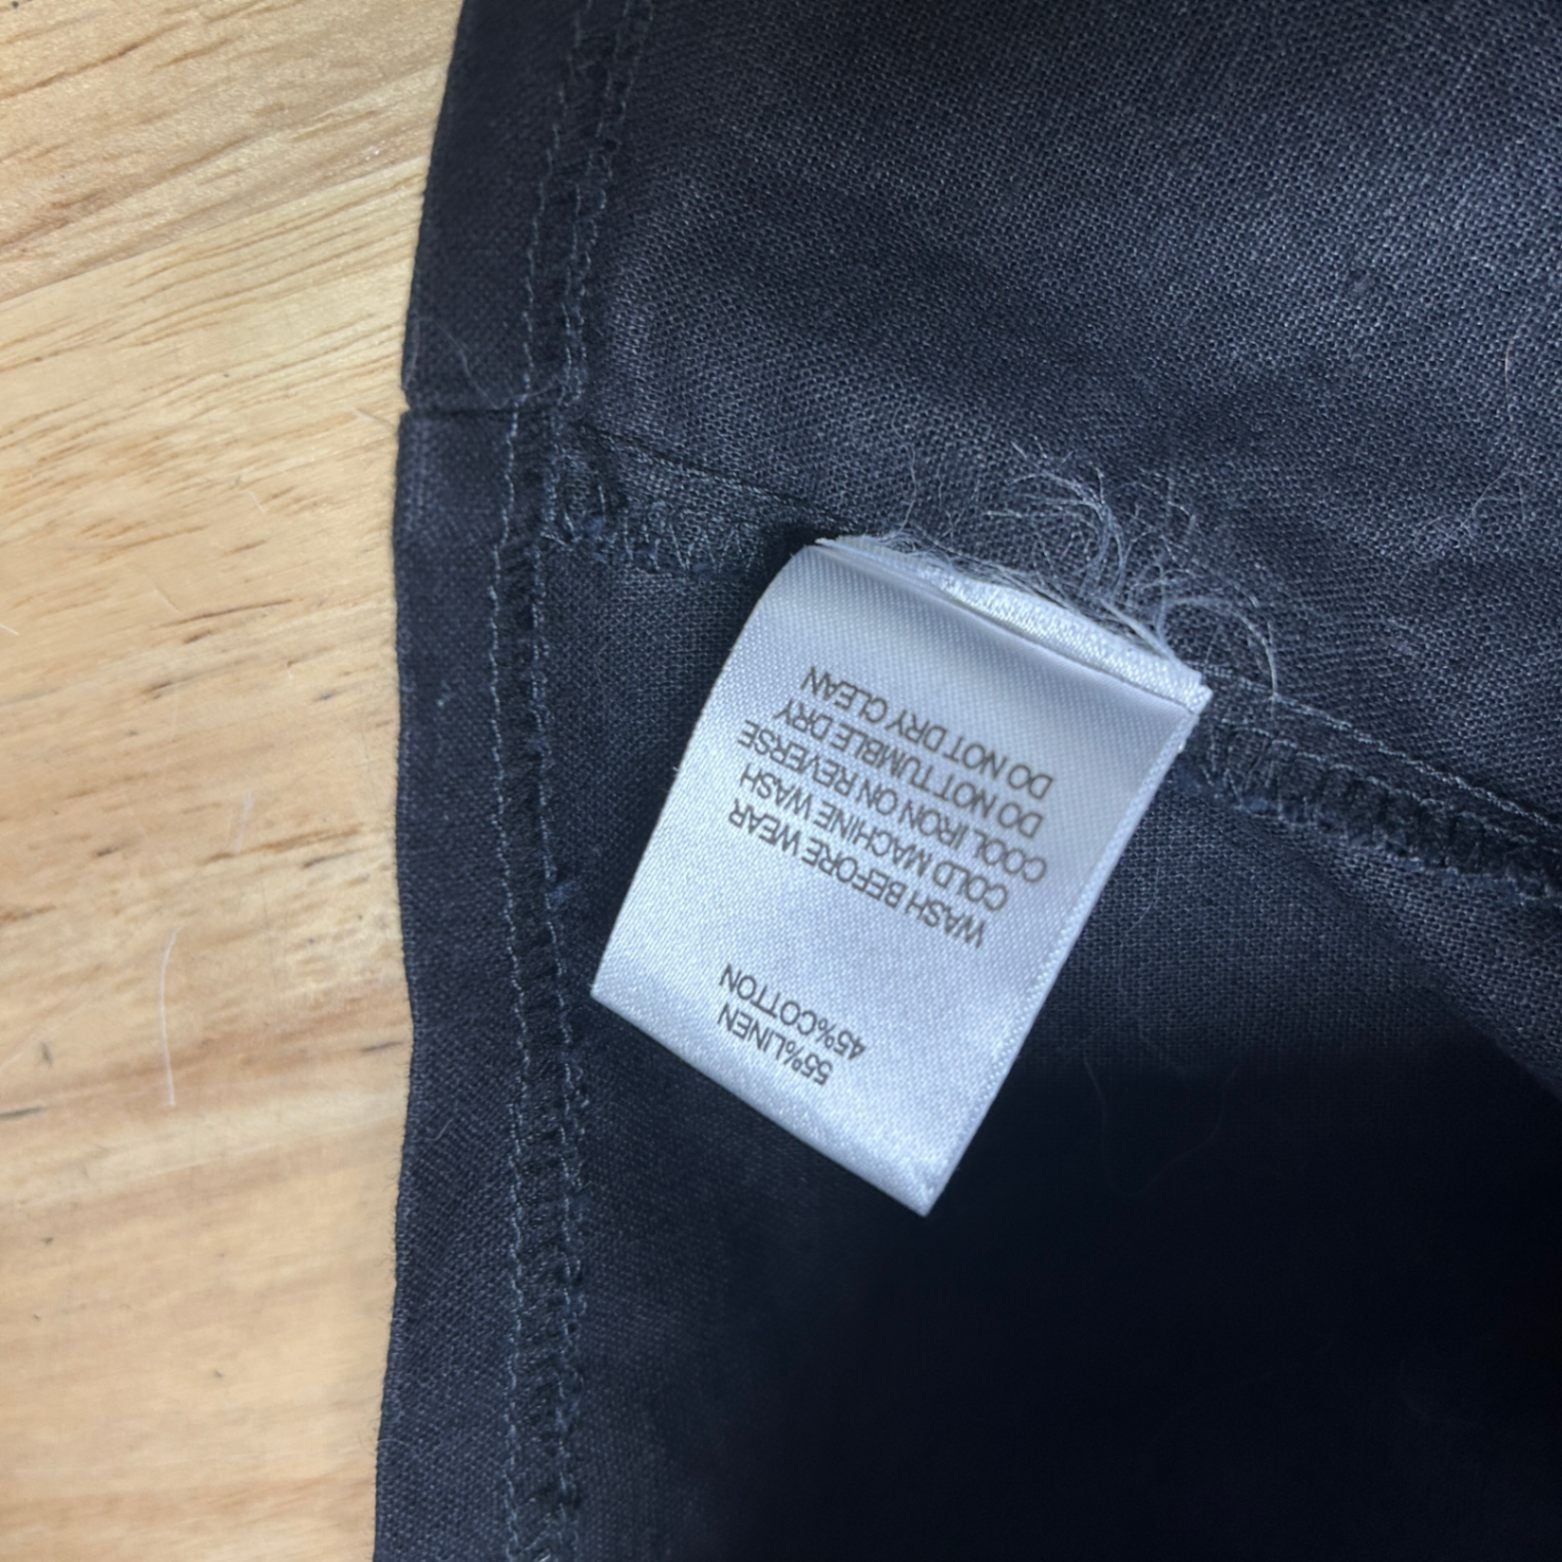 55%LINEN
45%COTTON
WASH BEFORE WEAR
COLD MACHINE WASH
COOL IRON ON REVERSE
DO NOT TUMBLE DRY
DO NOT DRY CLEAN